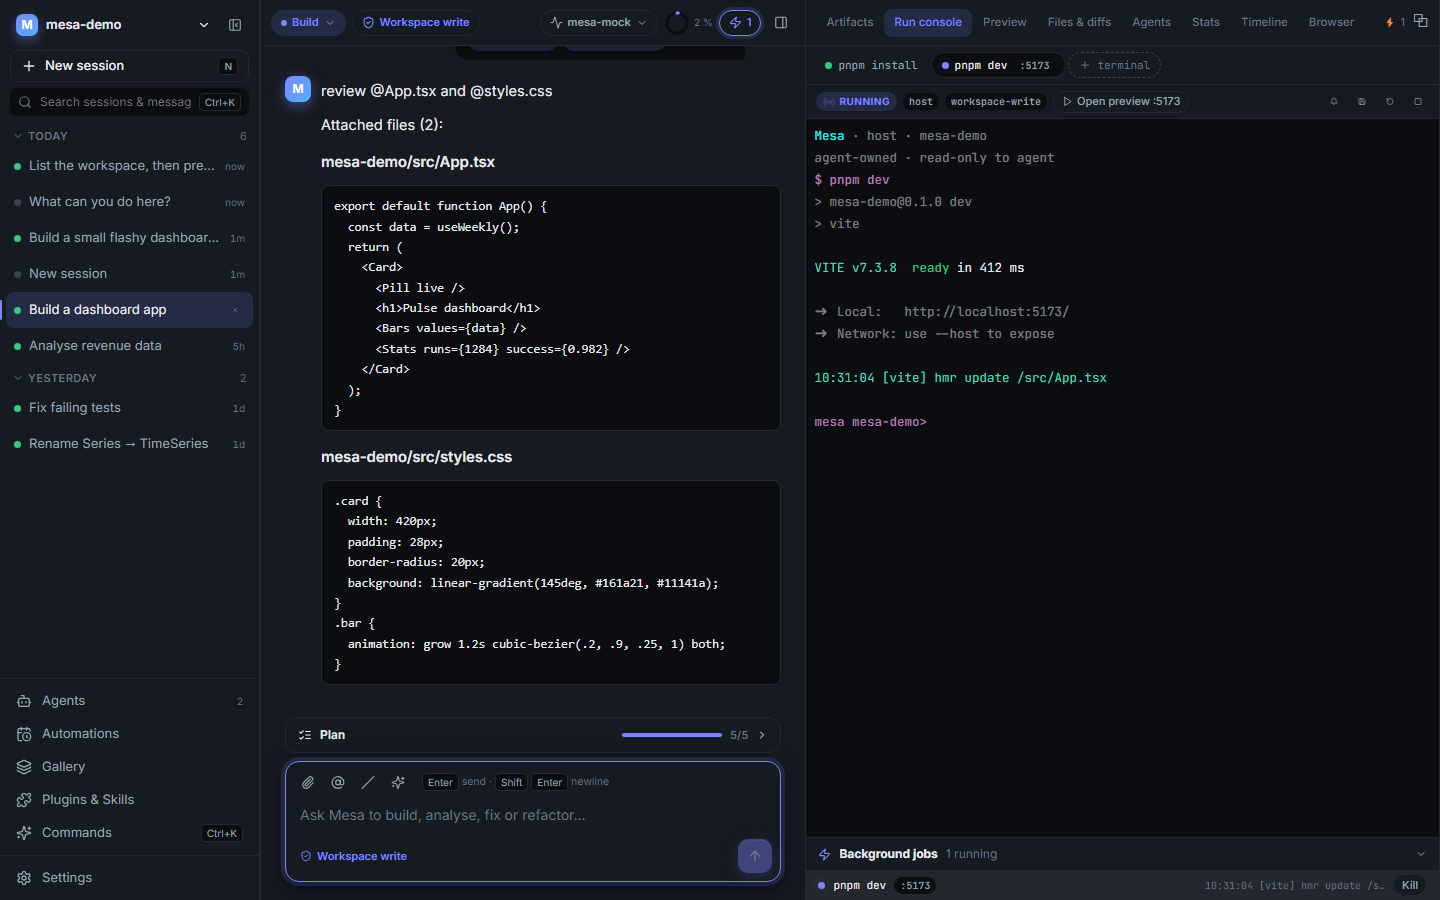 M mesa-demo
New session N
Search sessions & messag Ctrl+K
TODAY 6
List the workspace, then pre... now
What can you do here? now
Build a small flashy dashboar... 1m
New session 1m
Build a dashboard app ×
Analyse revenue data 5h
YESTERDAY 2
Fix failing tests 1d
Rename Series → TimeSeries 1d
Agents 2
Automations
Gallery
Plugins & Skills
Commands Ctrl+K
Settings
Build Workspace write mesa-mock 2 % 1
M review @App.tsx and @styles.css
Attached files (2):
mesa-demo/src/App.tsx
export default function App() {
  const data = useWeekly();
  return (
    <Card>
      <Pill live />
      <h1>Pulse dashboard</h1>
      <Bars values={data} />
      <Stats runs={1284} success={0.982} />
    </Card>
  );
}
mesa-demo/src/styles.css
.card {
  width: 420px;
  padding: 28px;
  border-radius: 20px;
  background: linear-gradient(145deg, #161a21, #11141a);
}
.bar {
  animation: grow 1.2s cubic-bezier(.2, .9, .25, 1) both;
}
Plan 5/5
Enter send · Shift Enter newline
Ask Mesa to build, analyse, fix or refactor...
Workspace write
Artifacts Run console Preview Files & diffs Agents Stats Timeline Browser 1
pnpm install pnpm dev :5173 + terminal
RUNNING host workspace-write Open preview :5173
Mesa · host · mesa-demo
agent-owned · read-only to agent
$ pnpm dev
> mesa-demo@0.1.0 dev
> vite
VITE v7.3.8 ready in 412 ms
➜ Local: http://localhost:5173/
➜ Network: use --host to expose
10:31:04 [vite] hmr update /src/App.tsx
mesa mesa-demo>
Background jobs 1 running
pnpm dev :5173 10:31:04 [vite] hmr update /s… Kill